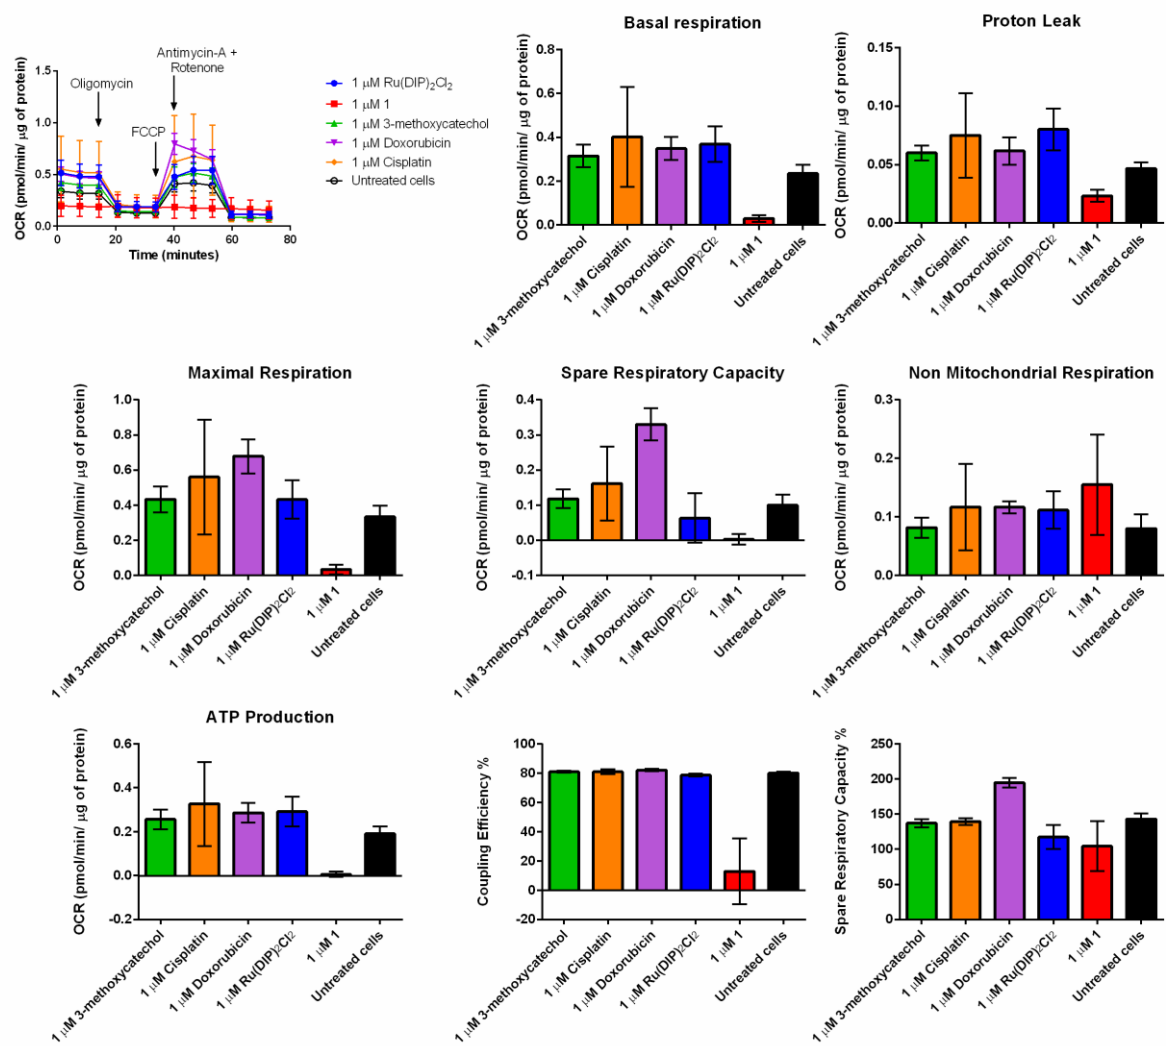 OCR (pmol/min/ μg of protein)
1.5
1.0
0.5
0.0
0
20
40
60
80
Time (minutes)
Oligomycin
FCCP
Antimycin-A +
Rotenone
1 μM Ru(DIP)₂Cl₂
1 μM 1
1 μM 3-methoxycatechol
1 μM Doxorubicin
1 μM Cisplatin
Untreated cells
Basal respiration
OCR (pmol/min/ μg of protein)
0.8
0.6
0.4
0.2
0.0
1 μM 3-methoxycatechol
1 μM Cisplatin
1 μM Doxorubicin
1 μM Ru(DIP)₂Cl₂
1 μM 1
Untreated cells
Proton Leak
OCR (pmol/min/ μg of protein)
0.15
0.10
0.05
0.00
1 μM 3-methoxycatechol
1 μM Cisplatin
1 μM Doxorubicin
1 μM Ru(DIP)₂Cl₂
1 μM 1
Untreated cells
Maximal Respiration
OCR (pmol/min/ μg of protein)
1.0
0.8
0.6
0.4
0.2
0.0
1 μM 3-methoxycatechol
1 μM Cisplatin
1 μM Doxorubicin
1 μM Ru(DIP)₂Cl₂
1 μM 1
Untreated cells
Spare Respiratory Capacity
OCR (pmol/min/ μg of protein)
0.4
0.3
0.2
0.1
0.0
-0.1
1 μM 3-methoxycatechol
1 μM Cisplatin
1 μM Doxorubicin
1 μM Ru(DIP)₂Cl₂
1 μM 1
Untreated cells
Non Mitochondrial Respiration
OCR (pmol/min/ μg of protein)
0.3
0.2
0.1
0.0
1 μM 3-methoxycatechol
1 μM Cisplatin
1 μM Doxorubicin
1 μM Ru(DIP)₂Cl₂
1 μM 1
Untreated cells
ATP Production
OCR (pmol/min/ μg of protein)
0.6
0.4
0.2
0.0
-0.2
1 μM 3-methoxycatechol
1 μM Cisplatin
1 μM Doxorubicin
1 μM Ru(DIP)₂Cl₂
1 μM 1
Untreated cells
Coupling Efficiency %
100
80
60
40
20
0
-20
1 μM 3-methoxycatechol
1 μM Cisplatin
1 μM Doxorubicin
1 μM Ru(DIP)₂Cl₂
1 μM 1
Untreated cells
Spare Respiratory Capacity %
250
200
150
100
50
0
1 μM 3-methoxycatechol
1 μM Cisplatin
1 μM Doxorubicin
1 μM Ru(DIP)₂Cl₂
1 μM 1
Untreated cells